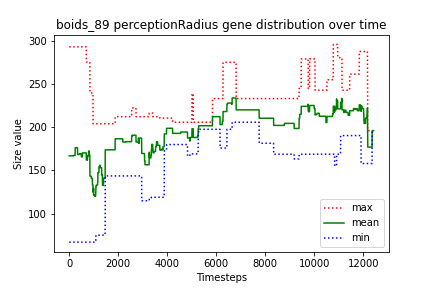 boids_89 perceptionRadius gene distribution over time
300
250
200
150
100
Size value
0 2000 4000 6000 8000 10000 12000
Timesteps
max
mean
min